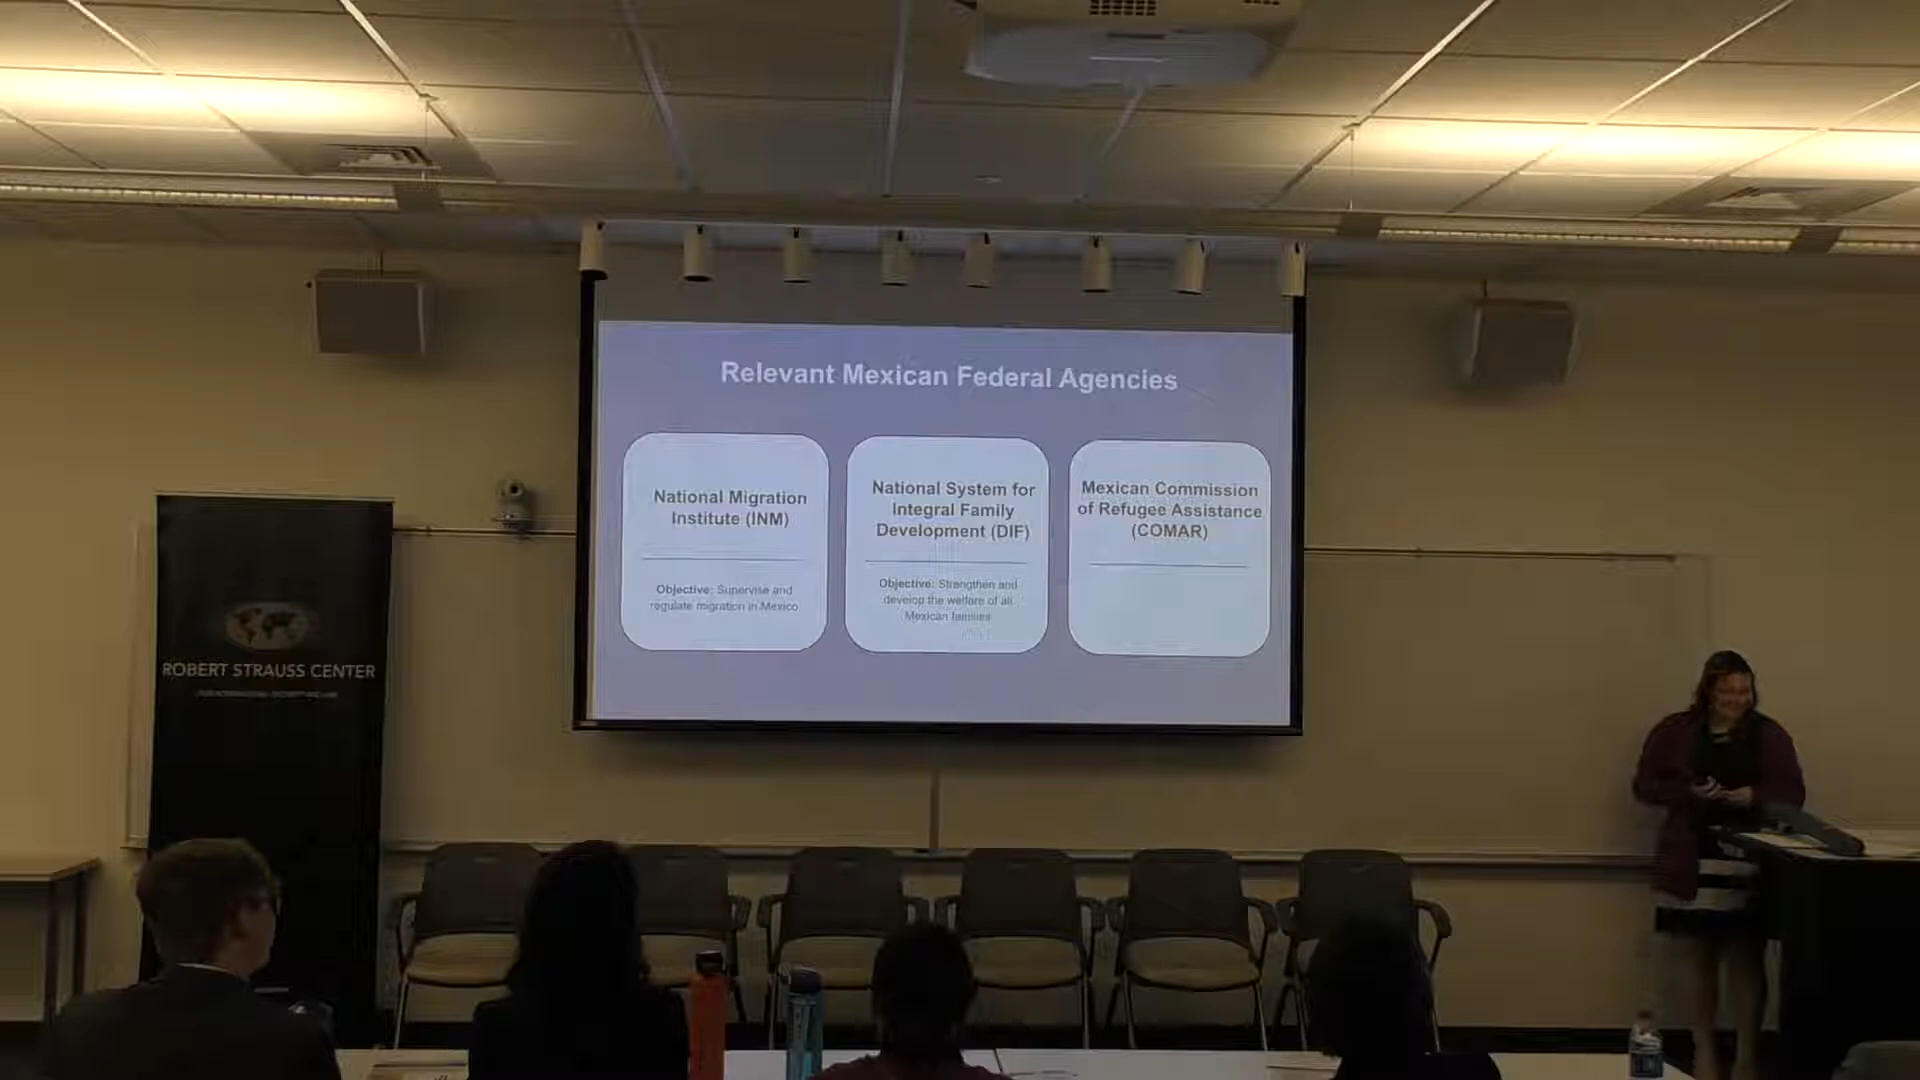 Relevant Mexican Federal Agencies
National Migration
Institute (INM)
Objective: Supervise and
regulate migration in Mexico
National System for
Integral Family
Development (DIF)
Objective: Strengthen and
develop the welfare of all
Mexican families
Mexican Commission
of Refugee Assistance
(COMAR)
ROBERT STRAUSS CENTER